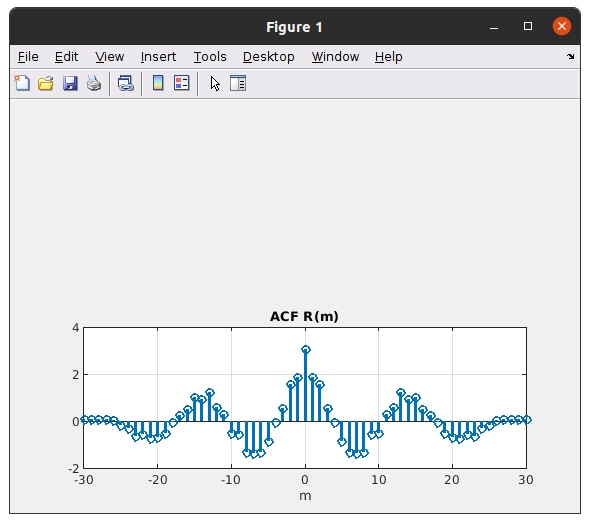 Figure 1
File Edit View Insert Tools Desktop Window Help
ACF R(m)
4
2
0
-2
-30 -20 -10 0 10 20 30
m